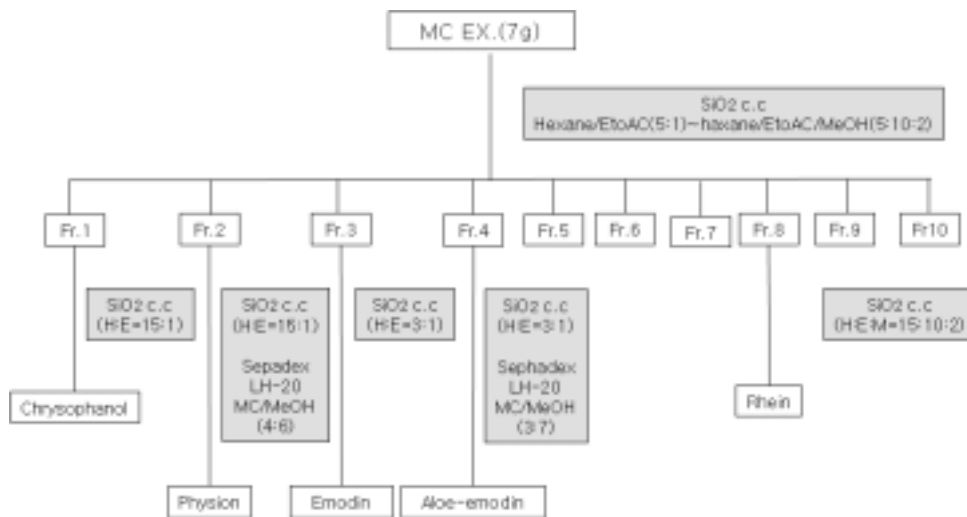 MC EX.(7g)
SiO2 c.c
Hexane/EtoAC(5:1)~haxane/EtoAC/MeOH(5:10:2)
Fr.1
Fr.2
Fr.3
Fr.4
Fr.5
Fr.6
Fr.7
Fr.8
Fr.9
Fr10
SiO2 c.c
(H:E=15:1)
SiO2 c.c
(H:E=15:1)
Sepadex
LH-20
MC/MeOH
(4:6)
SiO2 c.c
(H:E=3:1)
SiO2 c.c
(H:E=3:1)
Sephadex
LH-20
MC/MeOH
(3:7)
SiO2 c.c
(H:E:M=15:10:2)
Chrysophanol
Rhein
Physion
Emodin
Aloe-emodin